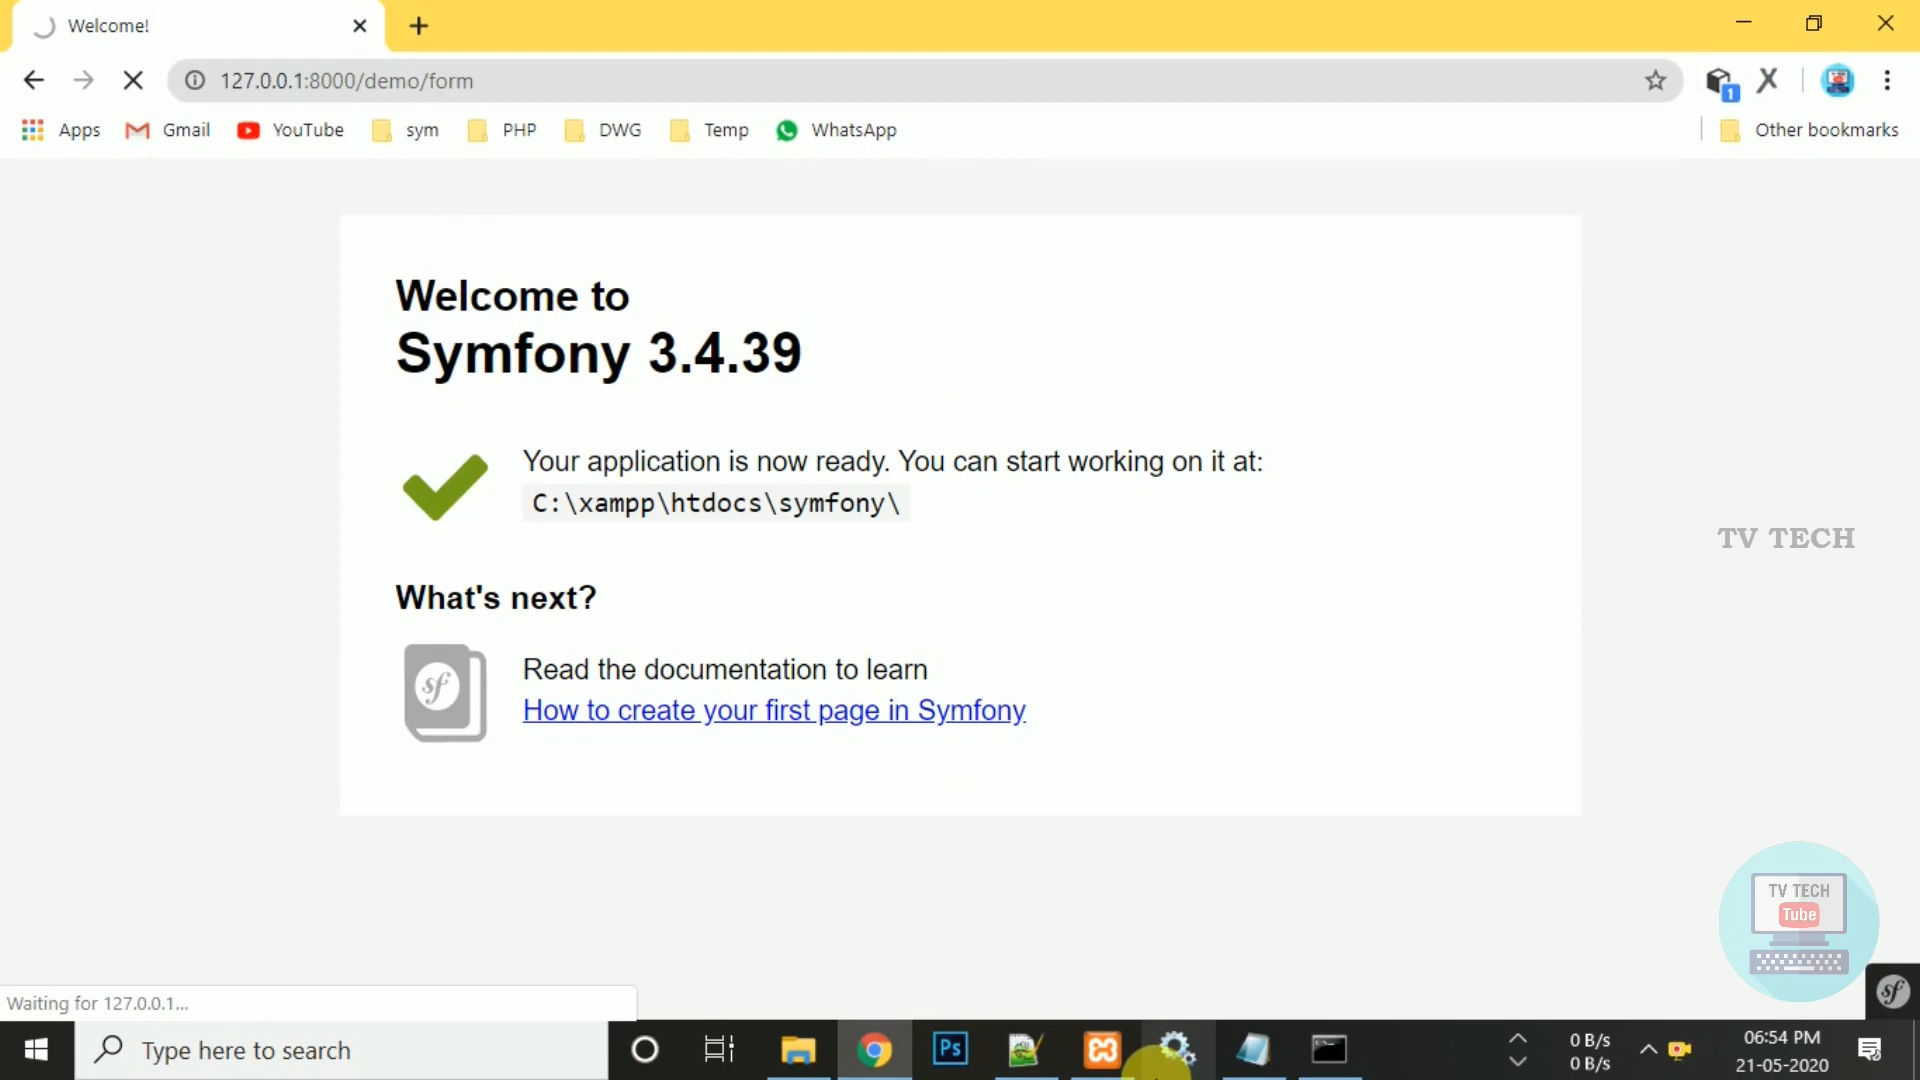 Welcome!
127.0.0.1:8000/demo/form
1
Apps
Gmail
YouTube
sym
PHP
DWG
Temp
WhatsApp
Other bookmarks
Welcome to
Symfony 3.4.39
Your application is now ready. You can start working on it at:
C:\xampp\htdocs\symfony\
TV TECH
What's next?
sf
Read the documentation to learn
How to create your first page in Symfony
TV TECH
Tube
sf
Waiting for 127.0.0.1...
Type here to search
Ps
0 B/s
0 B/s
06:54 PM
21-05-2020